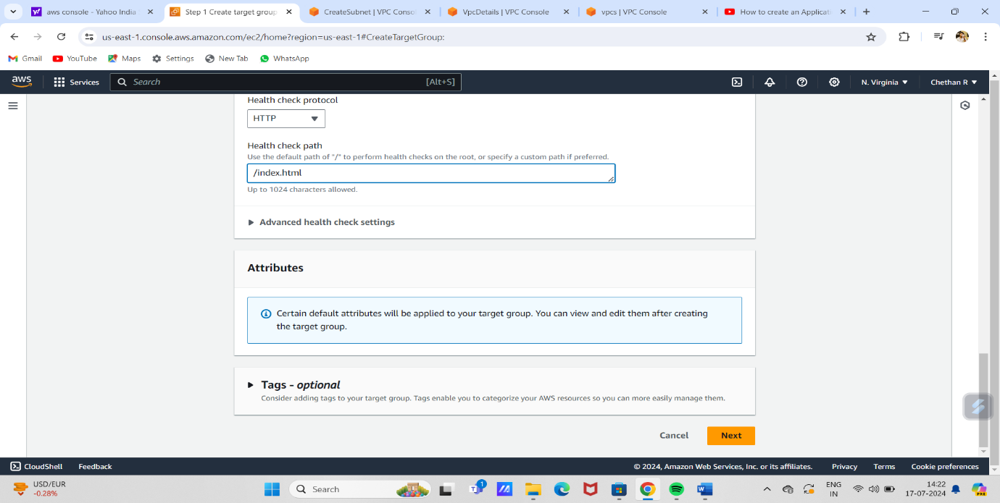 aws console - Yahoo India
Step 1 Create target group
CreateSubnet | VPC Conso
VpcDetails | VPC Console
vpcs | VPC Console
How to create an Applicati
us-east-1.console.aws.amazon.com/ec2/home?region=us-east-1#CreateTargetGroup:
Gmail
YouTube
Maps
Settings
New Tab
WhatsApp
aws
Services
Search
[Alt+S]
N. Virginia
Chethan R
Health check protocol
HTTP
Health check path
Use the default path of "/" to perform health checks on the root, or specify a custom path if preferred.
/index.html
Up to 1024 characters allowed.
Advanced health check settings
Attributes
Certain default attributes will be applied to your target group. You can view and edit them after creating
the target group.
Tags - optional
Consider adding tags to your target group. Tags enable you to categorize your AWS resources so you can more easily manage them.
Cancel
Next
CloudShell
Feedback
© 2024, Amazon Web Services, Inc. or its affiliates.
Privacy
Terms
Cookie preferences
USD/EUR
-0.28%
Search
1
ENG
IN
14:22
17-07-2024
PRE